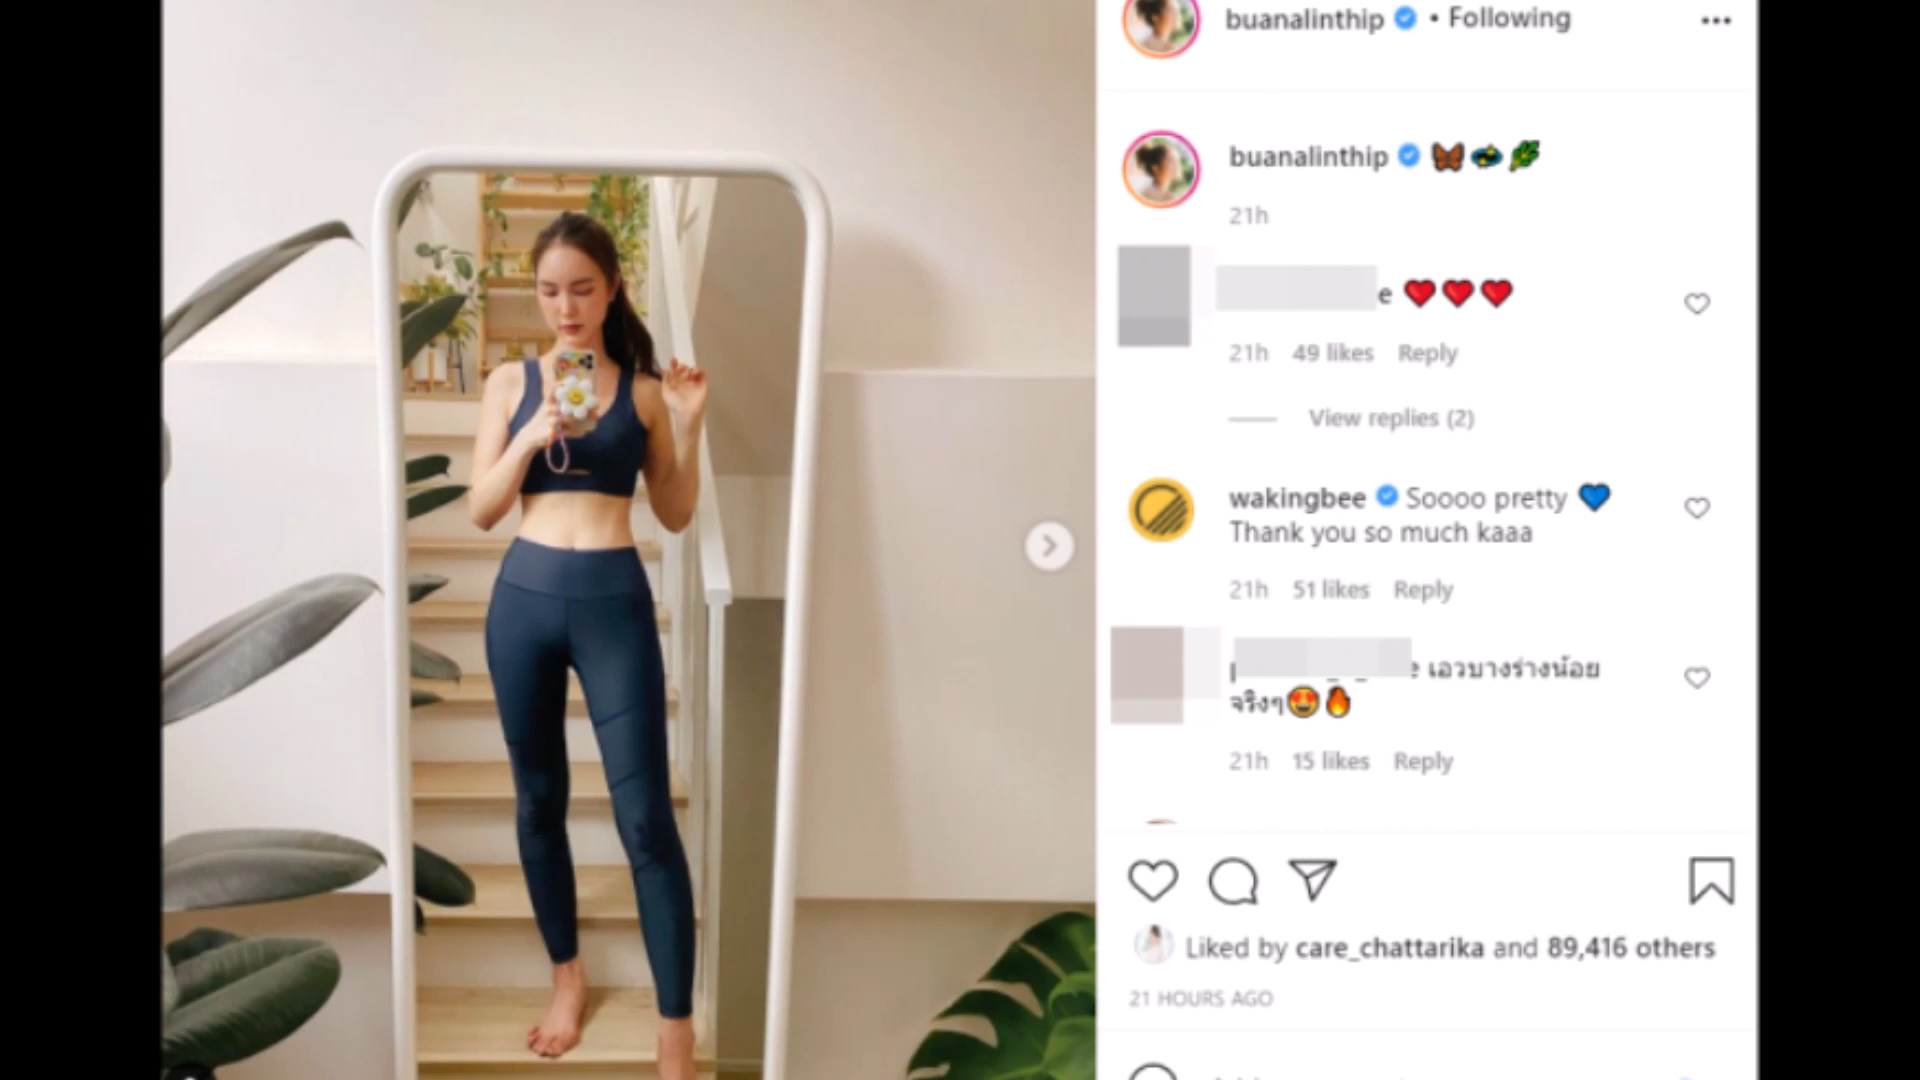 buanalinthip • Following
buanalinthip 🦋💫🌿
21h
e ❤️❤️❤️
21h 49 likes Reply
View replies (2)
wakingbee Soooo pretty 💙
Thank you so much kaaa
21h 51 likes Reply
เอวบางร่างน้อย
จริงๆ😍🔥
21h 15 likes Reply
Liked by care_chattarika and 89,416 others
21 HOURS AGO